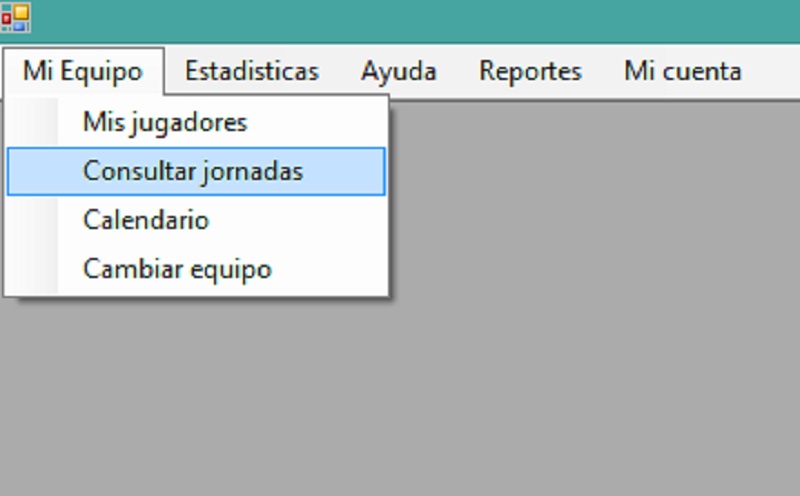 Mi Equipo Estadisticas Ayuda Reportes Mi cuenta
Mis jugadores
Consultar jornadas
Calendario
Cambiar equipo